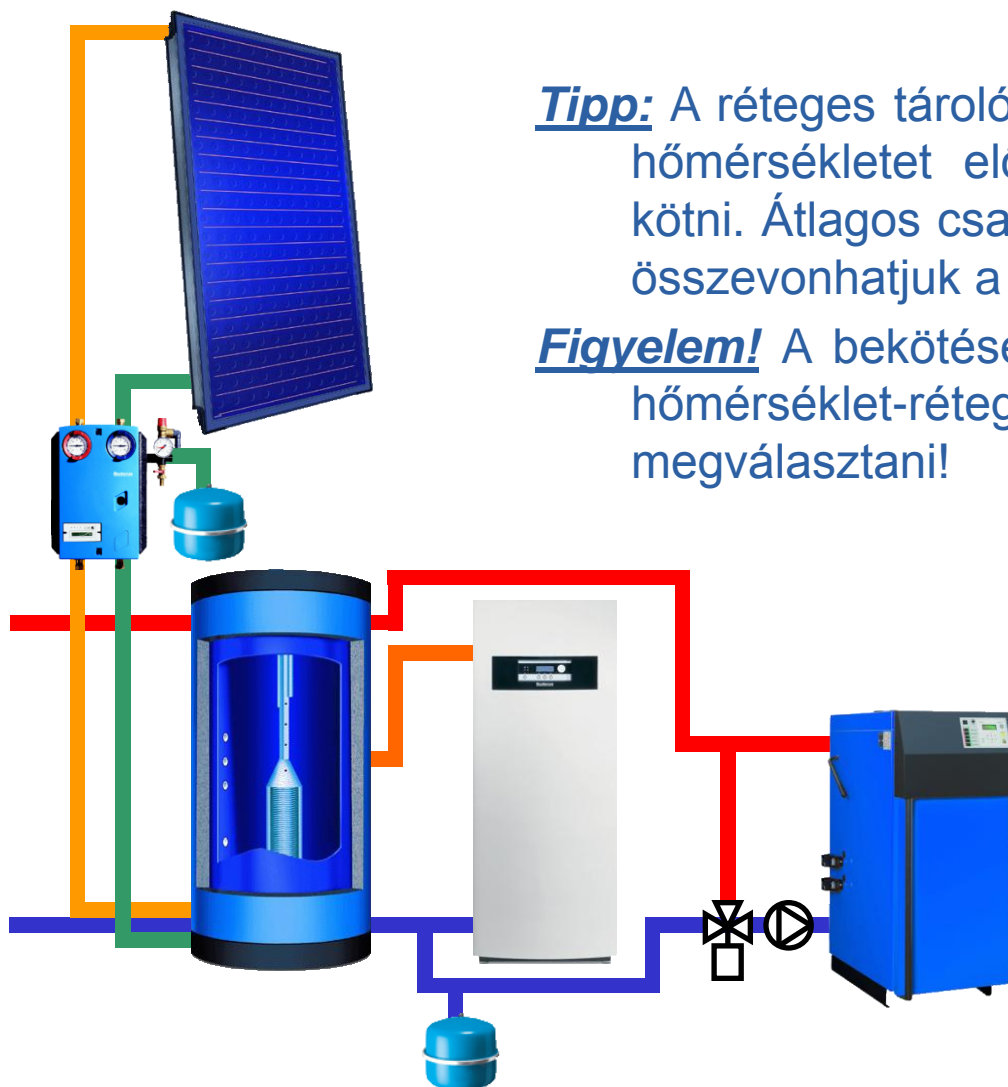 Tipp: A réteges tároló
hőmérsékletet elő
kötni. Átlagos csa
összevonhatjuk a
Figyelem! A bekötése
hőmérséklet-réteg
megválasztani!